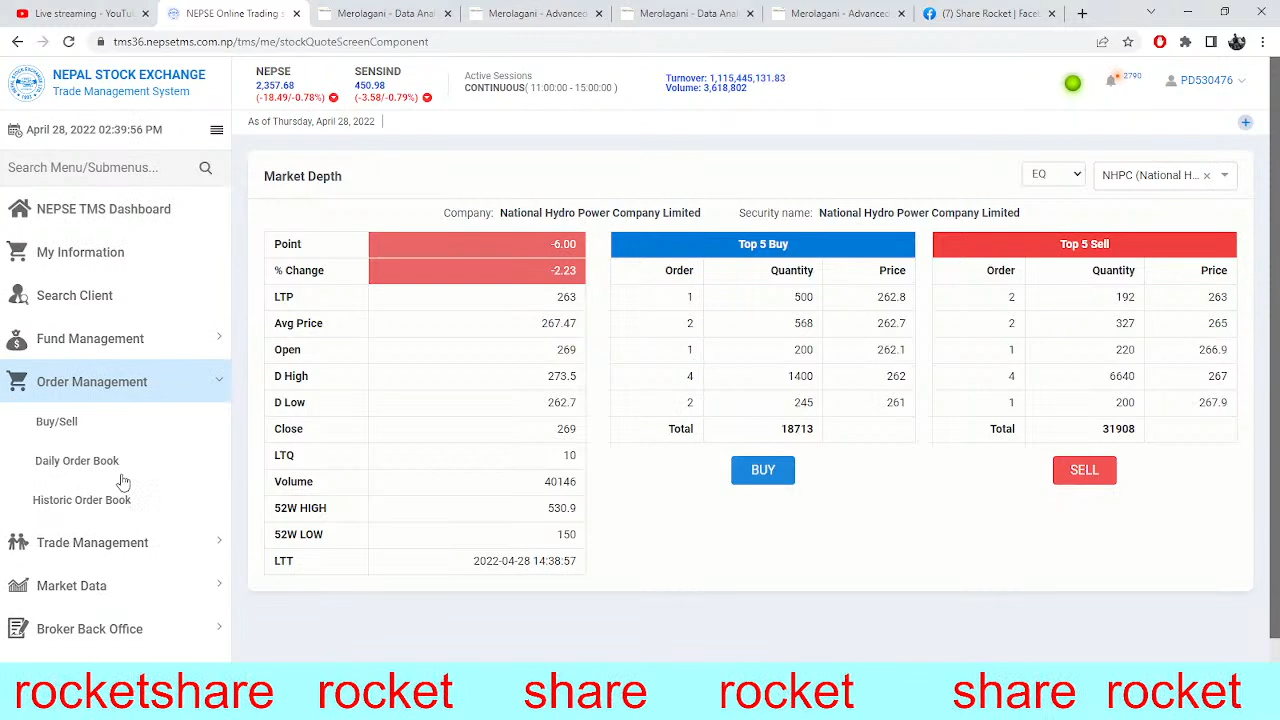 Live streaming - YouTu
NEPSE Online Trading s
Merolagani - Data Anal
Merolagani - Advanced
Merolagani - Data Anal
Merolagani - Advanced
(7) Share Rocket | Face
tms36.nepsetms.com.np/tms/me/stockQuoteScreenComponent
NEPAL STOCK EXCHANGE
Trade Management System
NEPSE
2,357.68
(-18.49/-0.78%)
SENSIND
450.98
(-3.58/-0.79%)
Active Sessions
CONTINUOUS( 11:00:00 - 15:00:00 )
Turnover: 1,115,445,131.83
Volume: 3,618,802
2790
PD530476
April 28, 2022 02:39:56 PM
As of Thursday, April 28, 2022
Search Menu/Submenus...
NEPSE TMS Dashboard
My Information
Search Client
Fund Management
Order Management
Buy/Sell
Daily Order Book
Historic Order Book
Trade Management
Market Data
Broker Back Office
Market Depth
EQ
NHPC (National H...
Company: National Hydro Power Company Limited
Security name: National Hydro Power Company Limited
Point -6.00
% Change -2.23
LTP 263
Avg Price 267.47
Open 269
D High 273.5
D Low 262.7
Close 269
LTQ 10
Volume 40146
52W HIGH 530.9
52W LOW 150
LTT 2022-04-28 14:38:57
Top 5 Buy
Order Quantity Price
1 500 262.8
2 568 262.7
1 200 262.1
4 1400 262
2 245 261
Total 18713
BUY
Top 5 Sell
Order Quantity Price
2 192 263
2 327 265
1 220 266.9
4 6640 267
1 200 267.9
Total 31908
SELL
rocketshare rocket share rocket share rocket